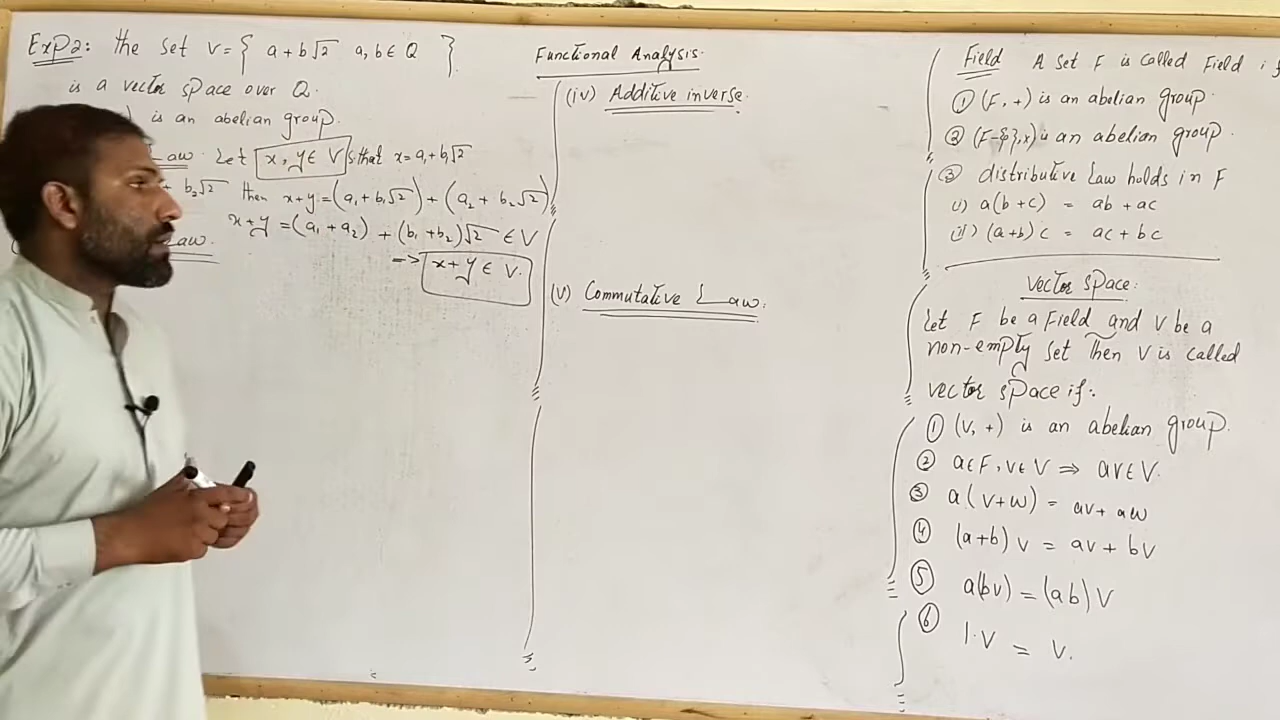 Exp2: the set V = { a + b√2 a, b ∈ Q }
is a vector space over Q.
) is an abelian group.
Law. Let x, y ∈ V s that x = a₁ + b₁√2
+ b₂√2 then x+y = (a₁ + b₁√2) + (a₂ + b₂√2)
x+y = (a₁ + a₂) + (b₁ + b₂)√2 ∈ V
Law.
→ x+y ∈ V.
Functional Analysis.
(iv) Additive inverse.
(v) Commutative Law.
Field A set F is called Field if
① (F, +) is an abelian group.
② (F-{0},×) is an abelian group.
③ distributive Law holds in F
i) a(b+c) = ab + ac
ii) (a+b)c = ac + bc
Vector space:
Let F be a Field and V be a
non-empty set Then V is called
vector space if:
① (V, +) is an abelian group.
② a∈F, v∈V ⇒ av∈V.
③ a(v+w) = av + aw
④ (a+b)v = av + bv
⑤ a(bv) = (ab)v
⑥ 1·v = v.